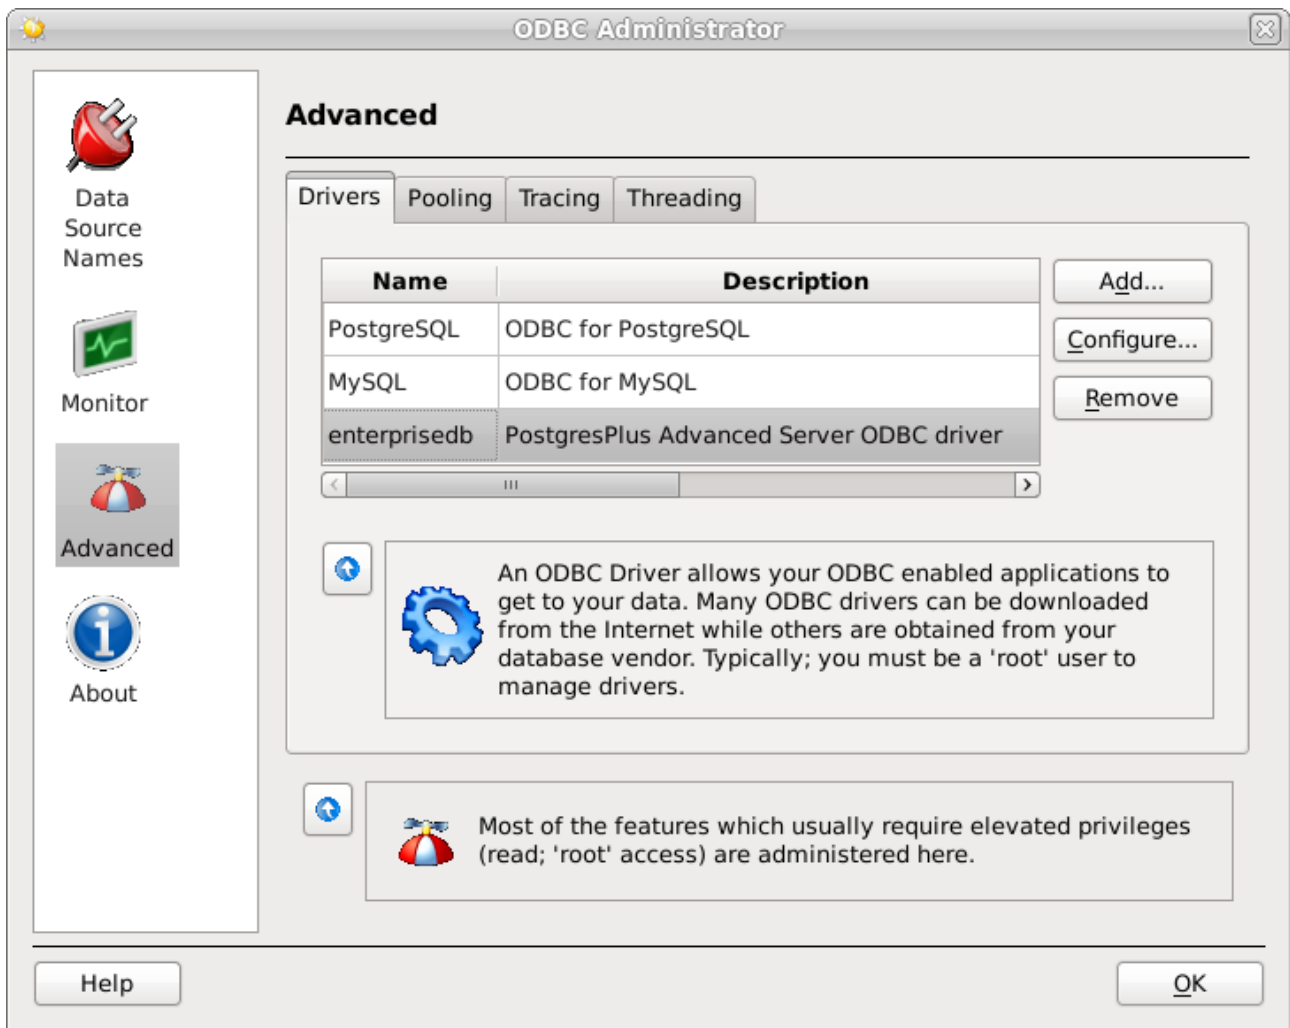 ODBC Administrator
Data
Source
Names
Monitor
Advanced
About
Advanced
Drivers Pooling Tracing Threading
Name Description
PostgreSQL ODBC for PostgreSQL
MySQL ODBC for MySQL
enterprisedb PostgresPlus Advanced Server ODBC driver
Add...
Configure...
Remove
An ODBC Driver allows your ODBC enabled applications to
get to your data. Many ODBC drivers can be downloaded
from the Internet while others are obtained from your
database vendor. Typically; you must be a 'root' user to
manage drivers.
Most of the features which usually require elevated privileges
(read; 'root' access) are administered here.
Help OK